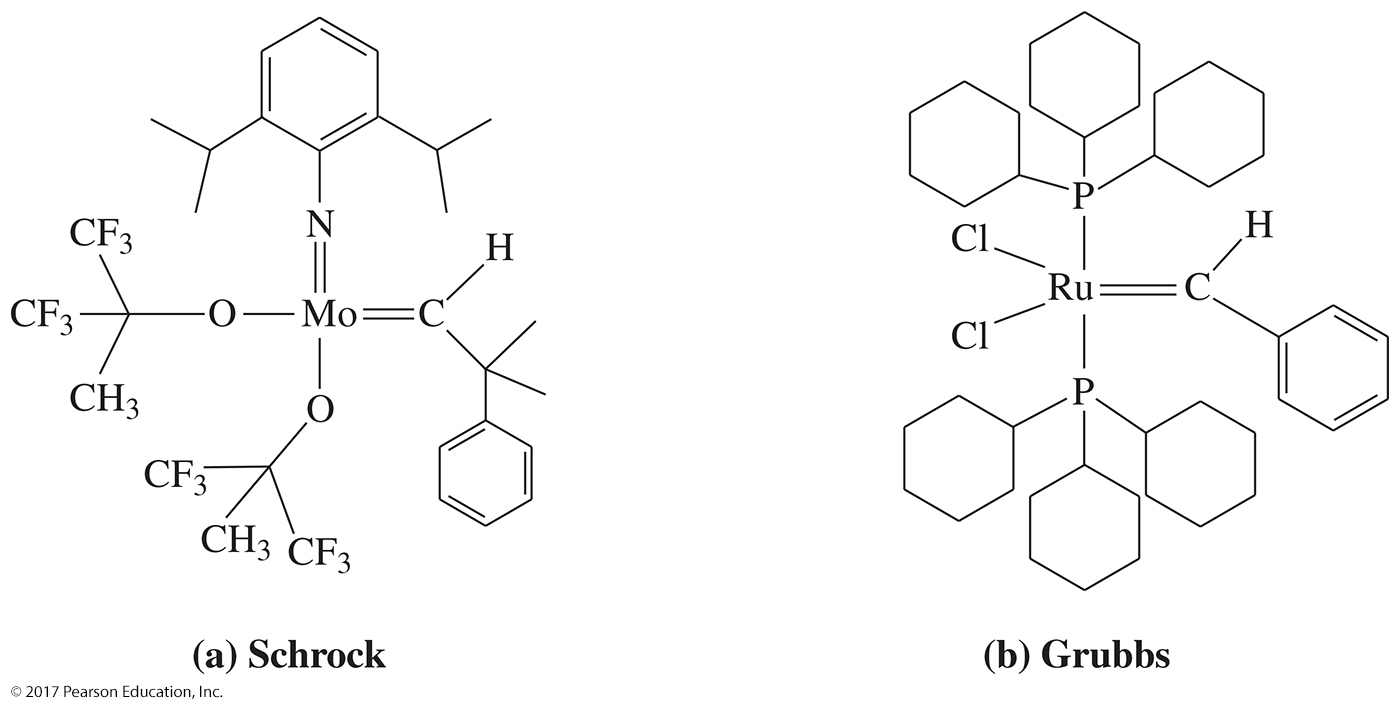 N
CF₃
H
CF₃
O
Mo
C
CH₃
O
CF₃
CH₃
CF₃
(a) Schrock
P
Cl
H
Ru
C
Cl
P
(b) Grubbs
© 2017 Pearson Education, Inc.